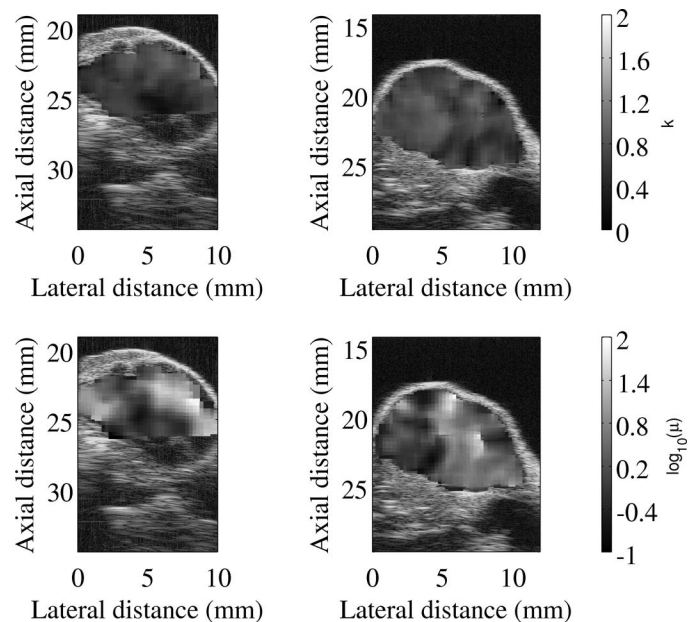 Axial distance (mm)
20
25
30
0 5 10
Lateral distance (mm)
Axial distance (mm)
15
20
25
0 5 10
Lateral distance (mm)
2
1.6
1.2
0.8
0.4
0
k
Axial distance (mm)
20
25
30
0 5 10
Lateral distance (mm)
Axial distance (mm)
15
20
25
0 5 10
Lateral distance (mm)
2
1.4
0.8
0.2
-0.4
-1
log10(μ)